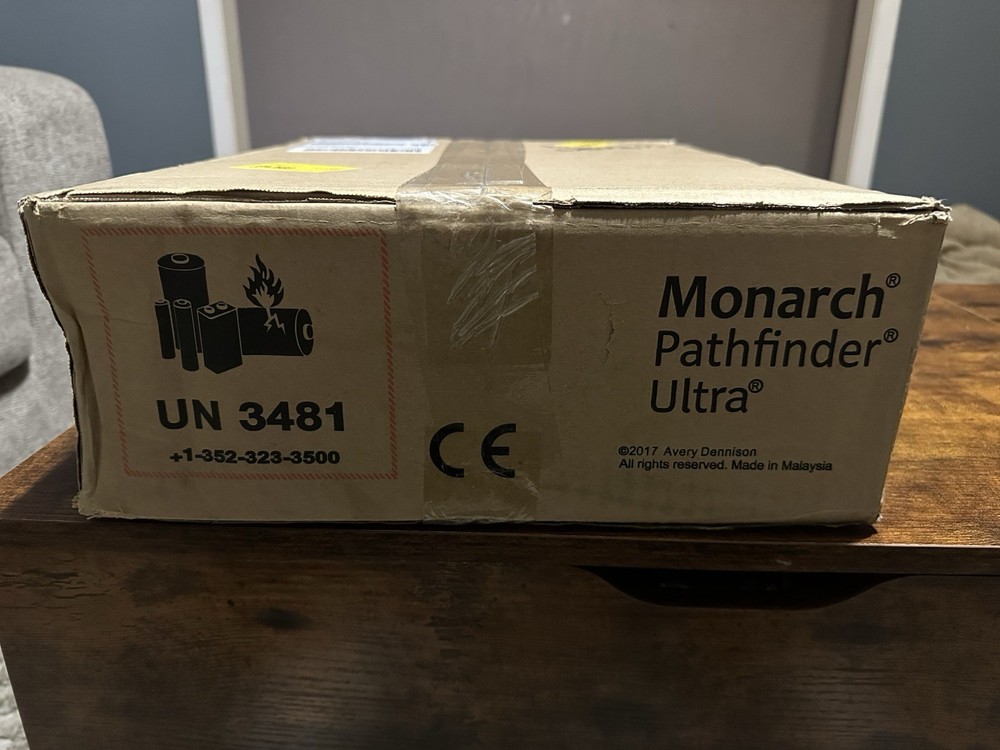 UN 3481
+1-352-323-3500
CE
Monarch®
Pathfinder®
Ultra®
©2017 Avery Dennison
All rights reserved. Made in Malaysia